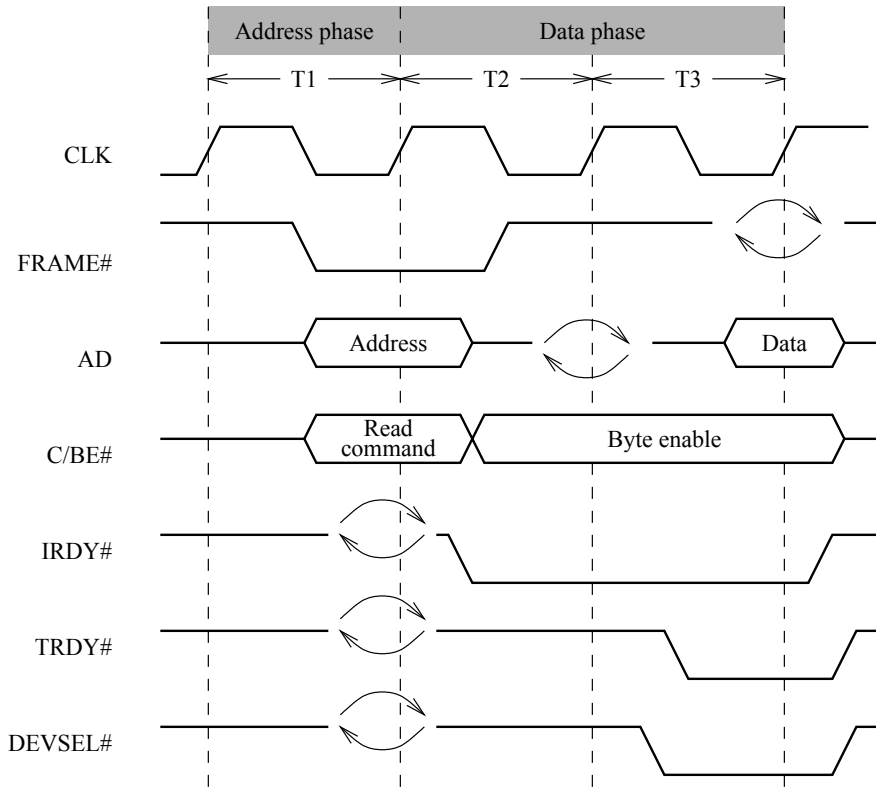 Address phase Data phase
T1 T2 T3
CLK
FRAME#
AD Address Data
C/BE# Read command Byte enable
IRDY#
TRDY#
DEVSEL#